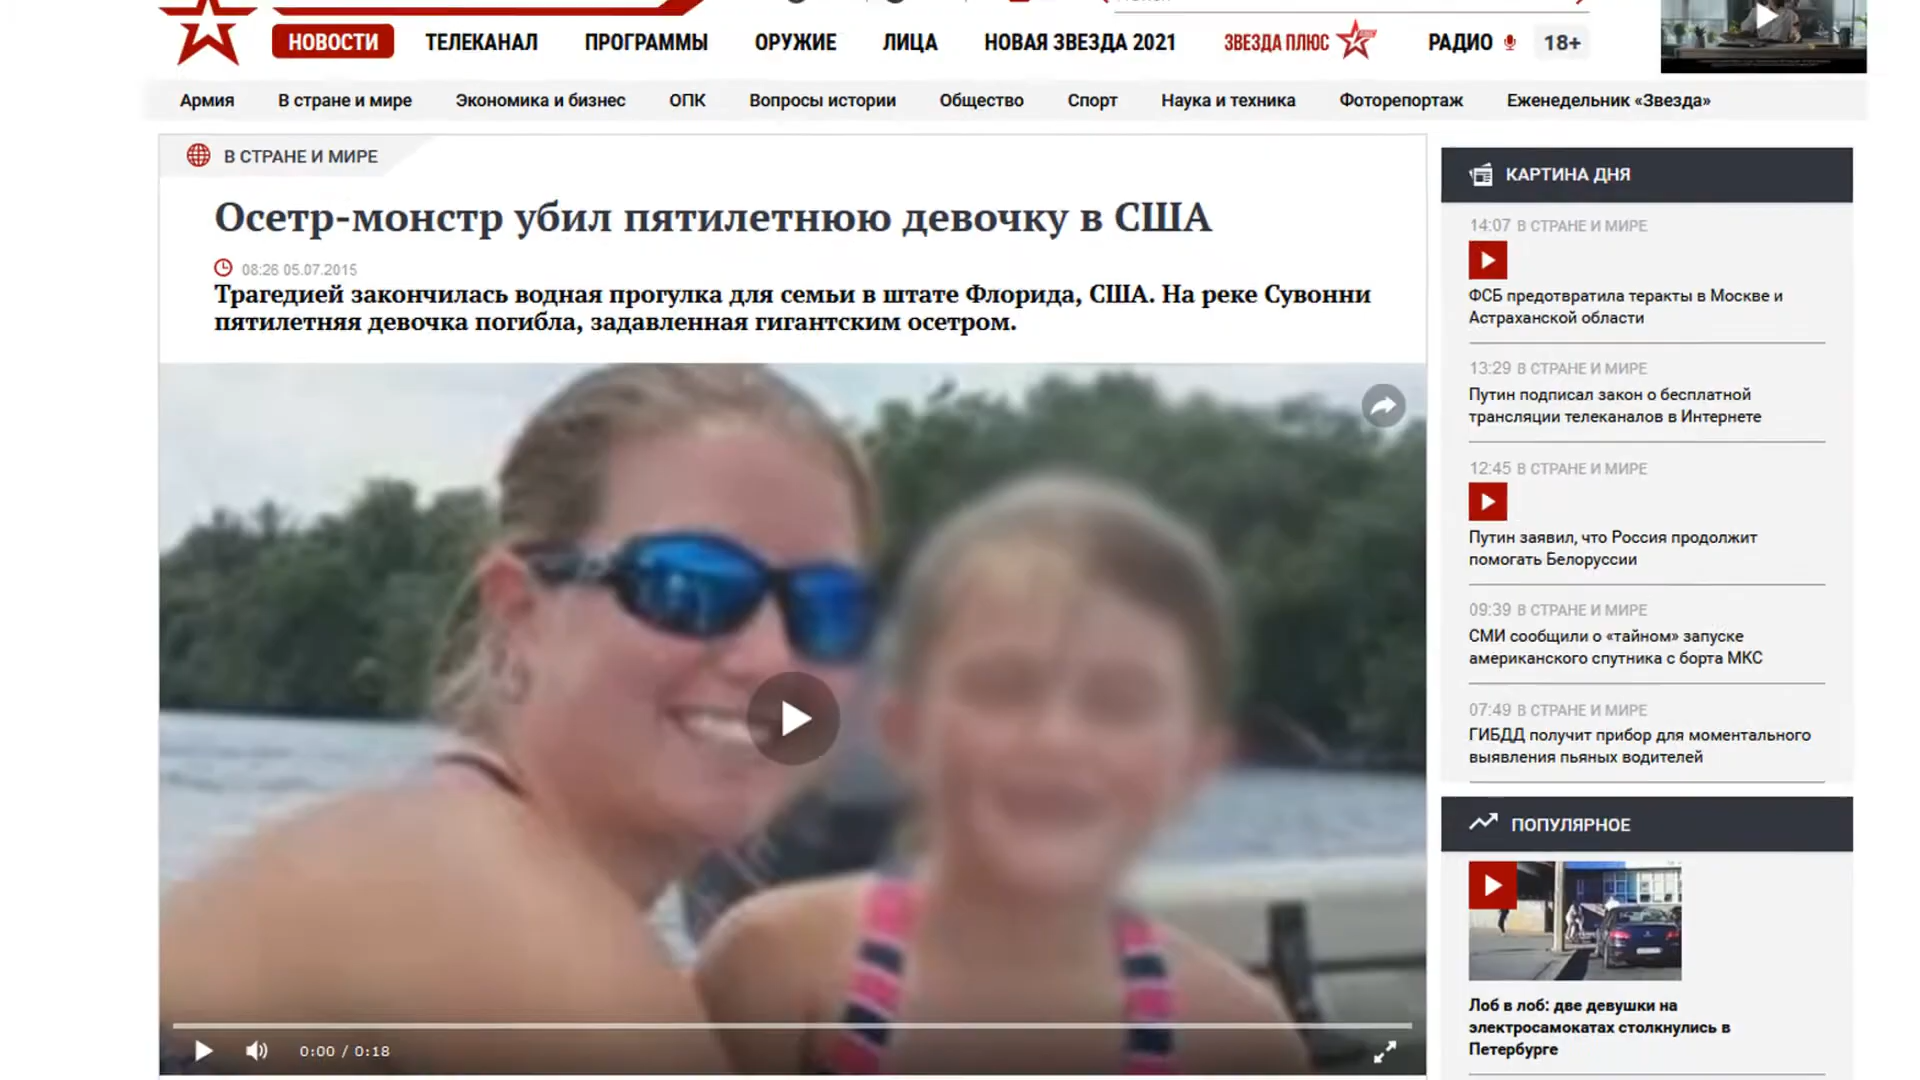 НОВОСТИ ТЕЛЕКАНАЛ ПРОГРАММЫ ОРУЖИЕ ЛИЦА НОВАЯ ЗВЕЗДА 2021 ЗВЕЗДА ПЛЮС РАДИО 18+
Армия В стране и мире Экономика и бизнес ОПК Вопросы истории Общество Спорт Наука и техника Фоторепортаж Еженедельник «Звезда»
В СТРАНЕ И МИРЕ
Осетр-монстр убил пятилетнюю девочку в США
08:26 05.07.2015
Трагедией закончилась водная прогулка для семьи в штате Флорида, США. На реке Сувонни
пятилетняя девочка погибла, задавленная гигантским осетром.
0:00 / 0:18
КАРТИНА ДНЯ
14:07 В СТРАНЕ И МИРЕ
ФСБ предотвратила теракты в Москве и
Астраханской области
13:29 В СТРАНЕ И МИРЕ
Путин подписал закон о бесплатной
трансляции телеканалов в Интернете
12:45 В СТРАНЕ И МИРЕ
Путин заявил, что Россия продолжит
помогать Белоруссии
09:39 В СТРАНЕ И МИРЕ
СМИ сообщили о «тайном» запуске
американского спутника с борта МКС
07:49 В СТРАНЕ И МИРЕ
ГИБДД получит прибор для моментального
выявления пьяных водителей
ПОПУЛЯРНОЕ
Лоб в лоб: две девушки на
электросамокатах столкнулись в
Петербурге